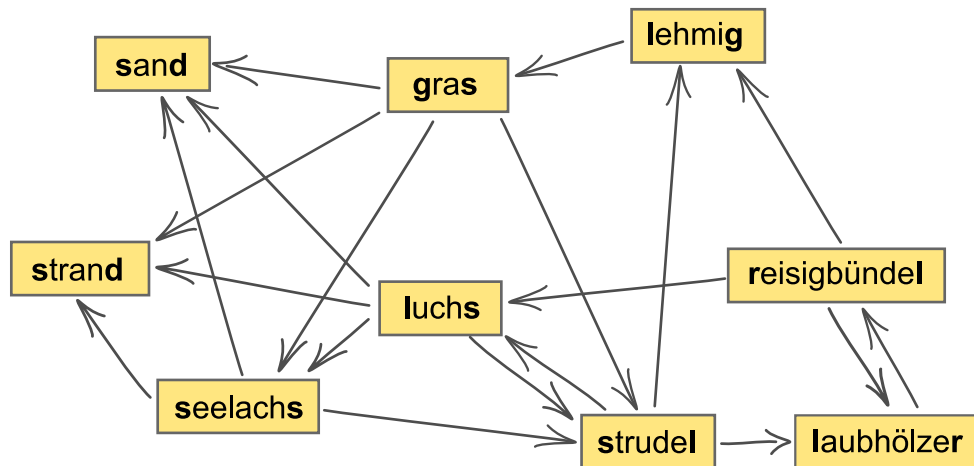 lehmig
sand
gras
strand
reisigbündel
luchs
seelachs
strudel
laubhölzer